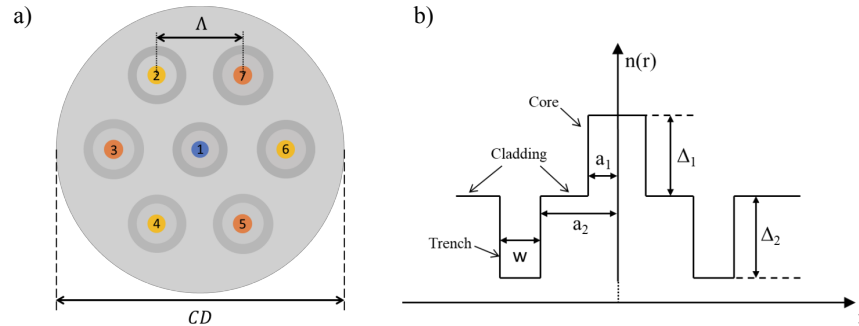 a)
Λ
2
7
3
1
6
4
5
CD
b)
n(r)
Core
a1
Δ1
Cladding
a2
Trench
w
Δ2